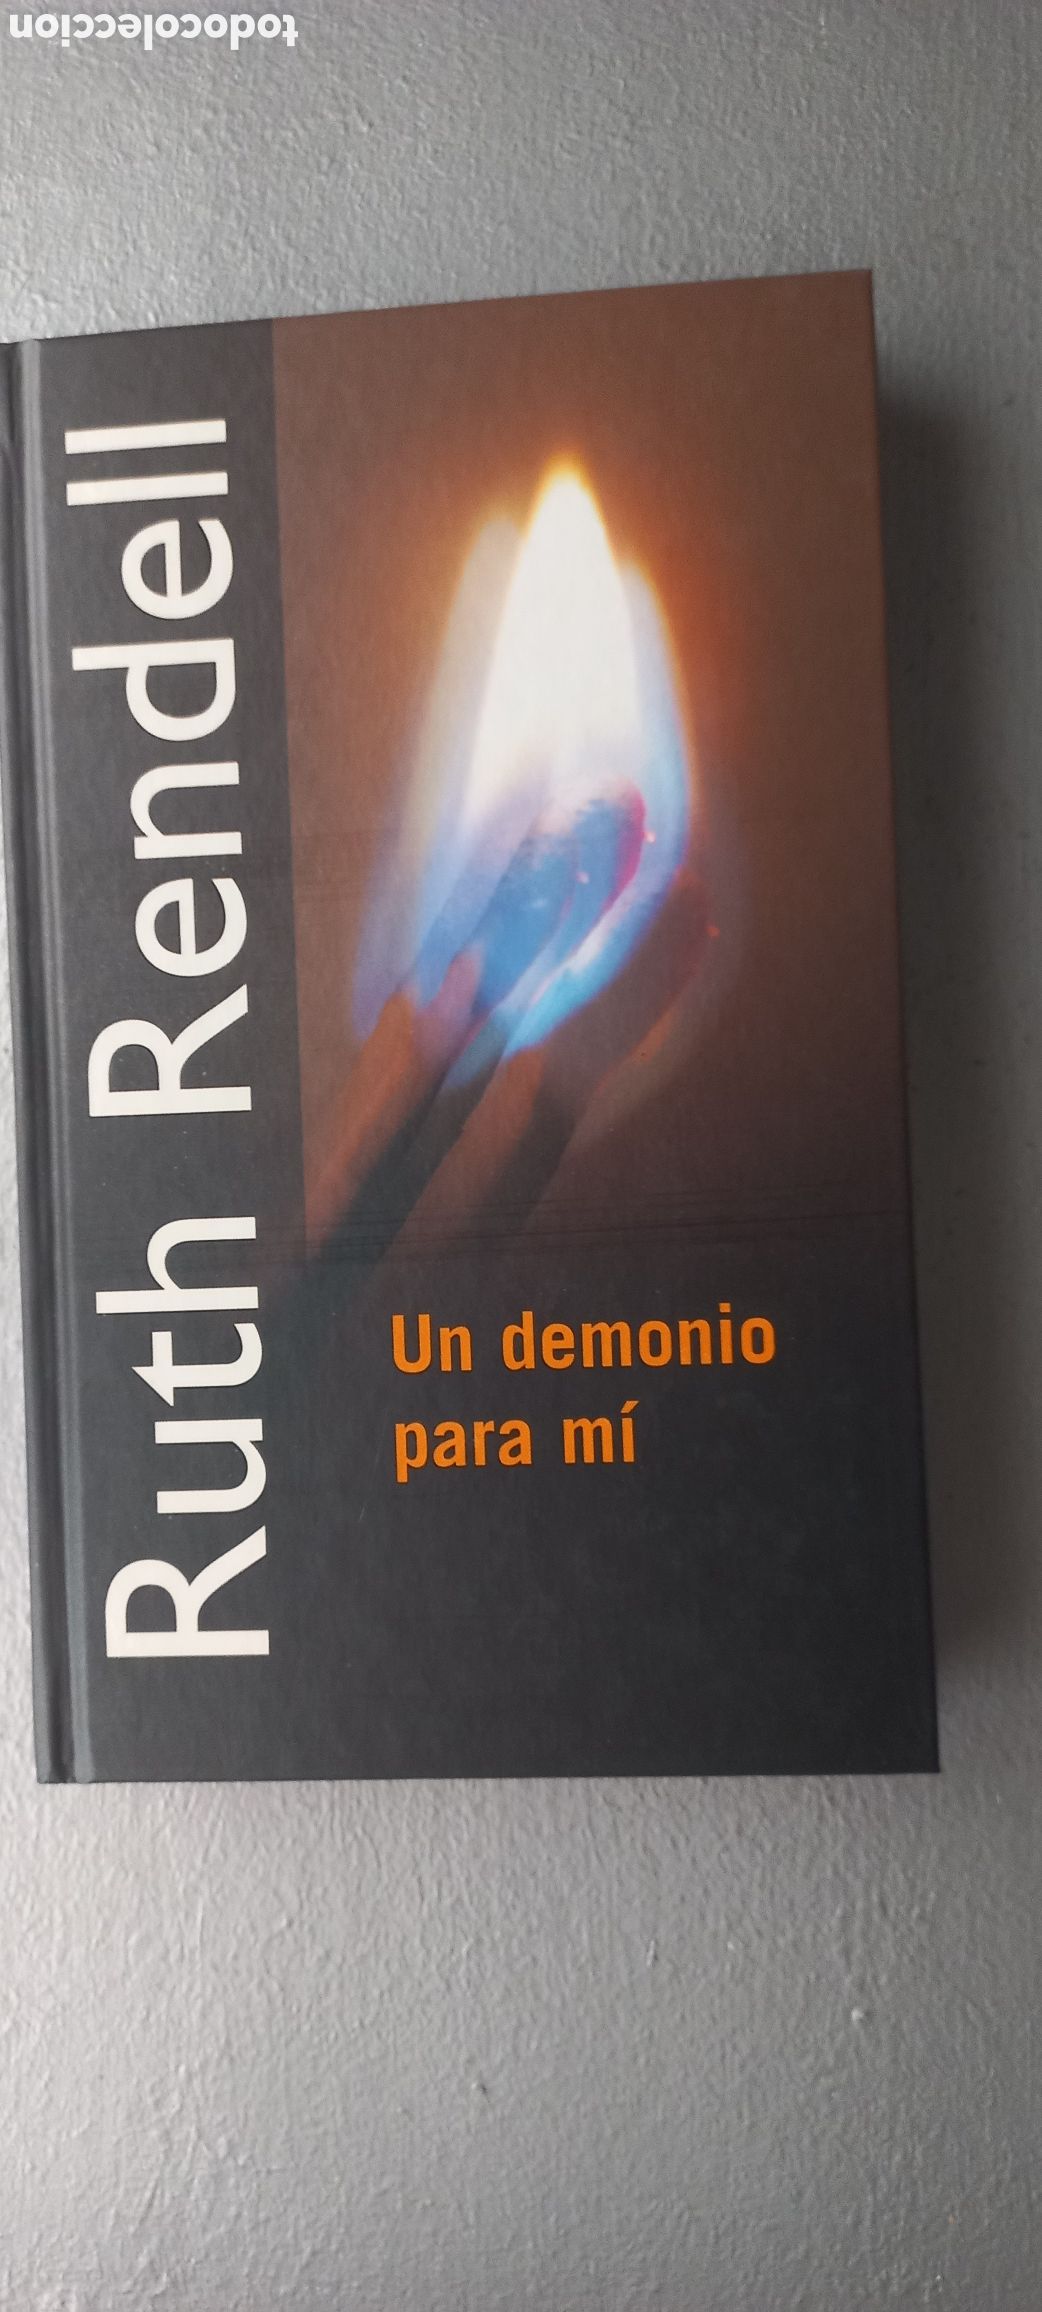 todocoleccion
Ruth Rendell
Un demonio
para mí